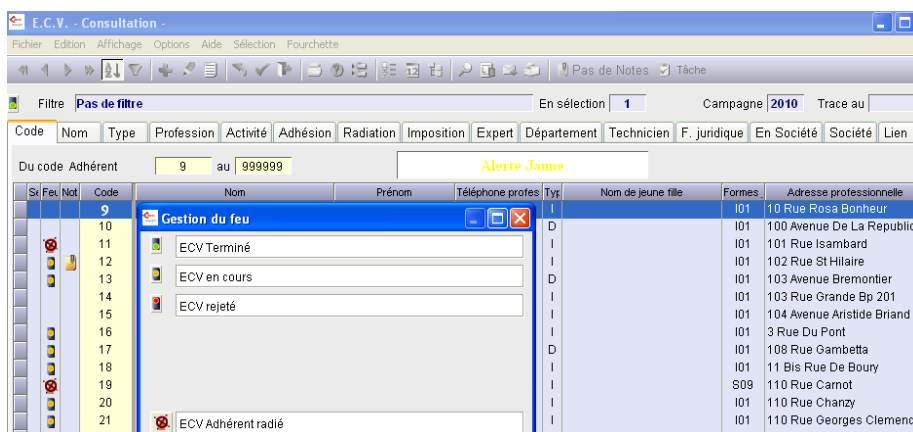 E.C.V. - Consultation -
Fichier Edition Affichage Options Aide Sélection Fourchette
Pas de Notes Tâche
Filtre Pas de filtre En sélection 1 Campagne 2010 Trace au
Code Nom Type Profession Activité Adhésion Radiation Imposition Expert Département Technicien F. juridique En Société Société Lien
Du code Adhérent 9 au 999999 Alerte Jaune
Se Feu Not Code Nom Prénom Téléphone profes Typ Nom de jeune fille Formes Adresse professionnelle
9 I I01 10 Rue Rosa Bonheur
Gestion du feu
10 D I01 100 Avenue De La Republic
11 ECV Terminé I I01 101 Rue Isambard
12 I I01 102 Rue St Hilaire
13 ECV en cours D I01 103 Avenue Bremontier
14 I I01 103 Rue Grande Bp 201
15 ECV rejeté I I01 104 Avenue Aristide Briand
16 I I01 3 Rue Du Pont
17 D I01 108 Rue Gambetta
18 I I01 11 Bis Rue De Boury
19 I S09 110 Rue Carnot
20 I I01 110 Rue Chanzy
21 ECV Adhérent radié I I01 110 Rue Georges Clemenc